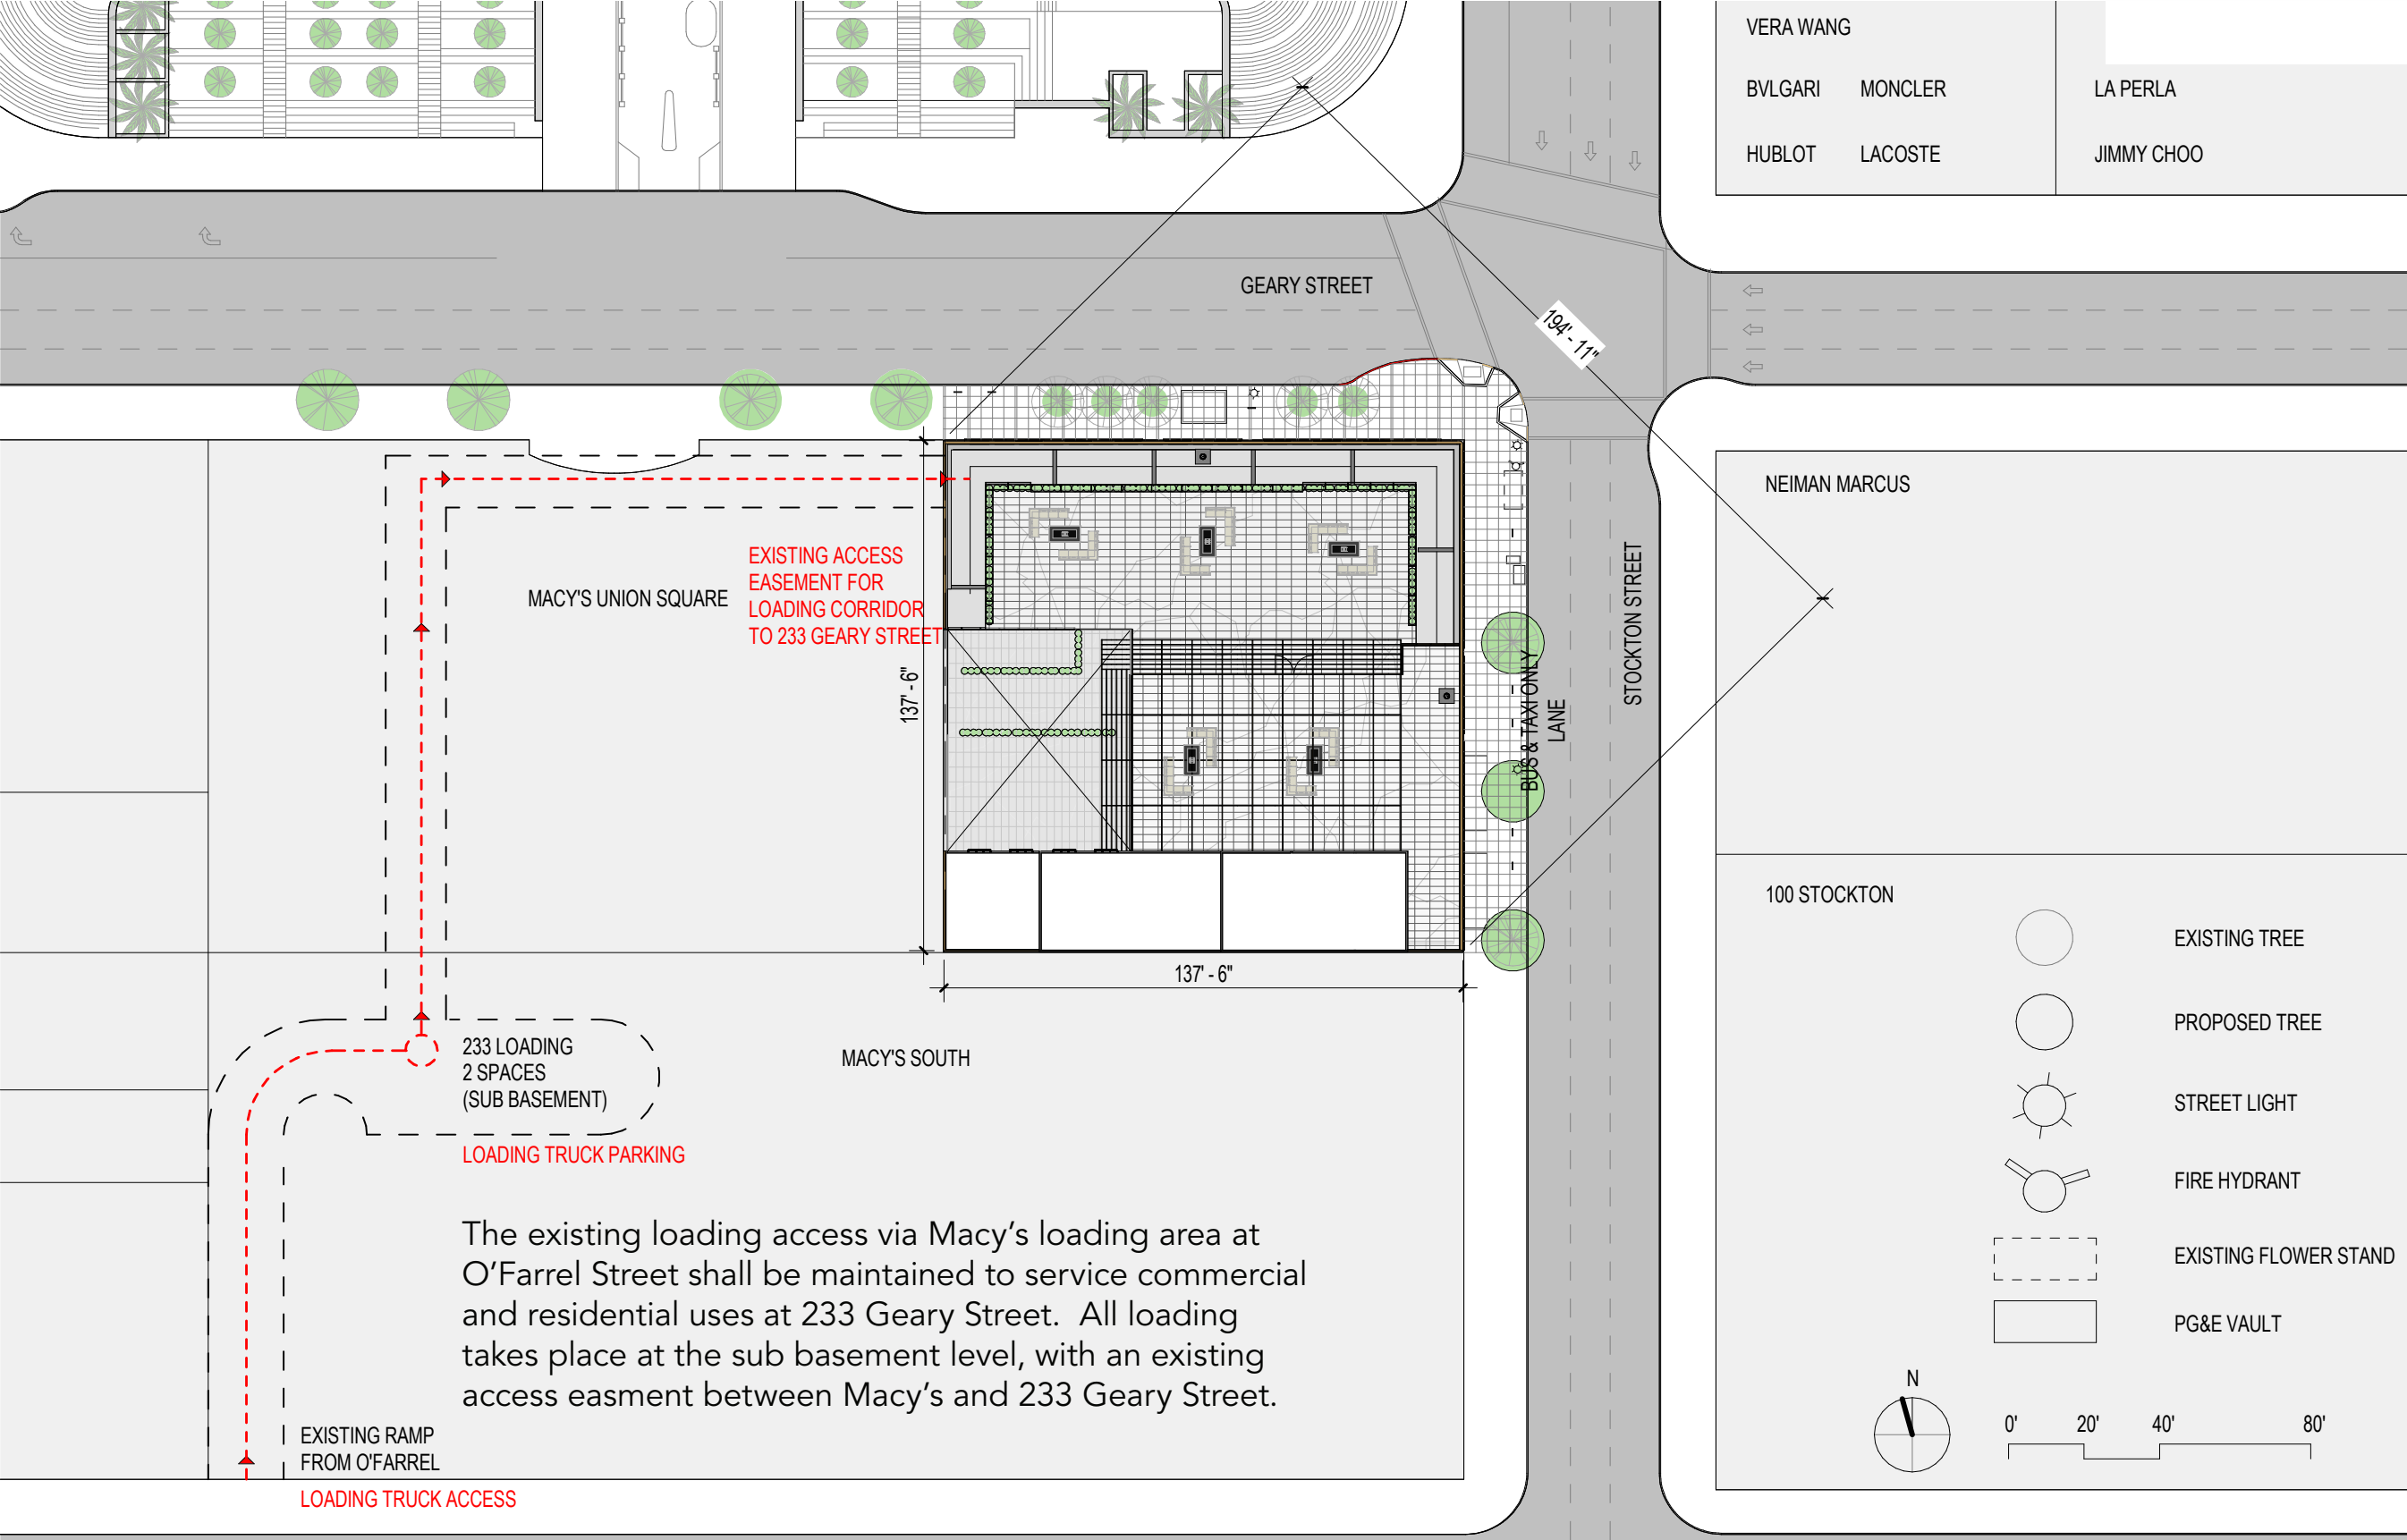 VERA WANG
BVLGARI MONCLER LA PERLA
HUBLOT LACOSTE JIMMY CHOO
GEARY STREET
194' - 11"
NEIMAN MARCUS
EXISTING ACCESS
EASEMENT FOR
LOADING CORRIDOR
TO 233 GEARY STREET
MACY'S UNION SQUARE
137' - 6"
STOCKTON STREET
BUS & TAXI ONLY
LANE
137' - 6"
100 STOCKTON
EXISTING TREE
PROPOSED TREE
STREET LIGHT
FIRE HYDRANT
EXISTING FLOWER STAND
PG&E VAULT
N
0' 20' 40' 80'
233 LOADING
2 SPACES
(SUB BASEMENT)
MACY'S SOUTH
LOADING TRUCK PARKING
The existing loading access via Macy’s loading area at
O’Farrel Street shall be maintained to service commercial
and residential uses at 233 Geary Street. All loading
takes place at the sub basement level, with an existing
access easment between Macy’s and 233 Geary Street.
EXISTING RAMP
FROM O'FARREL
LOADING TRUCK ACCESS